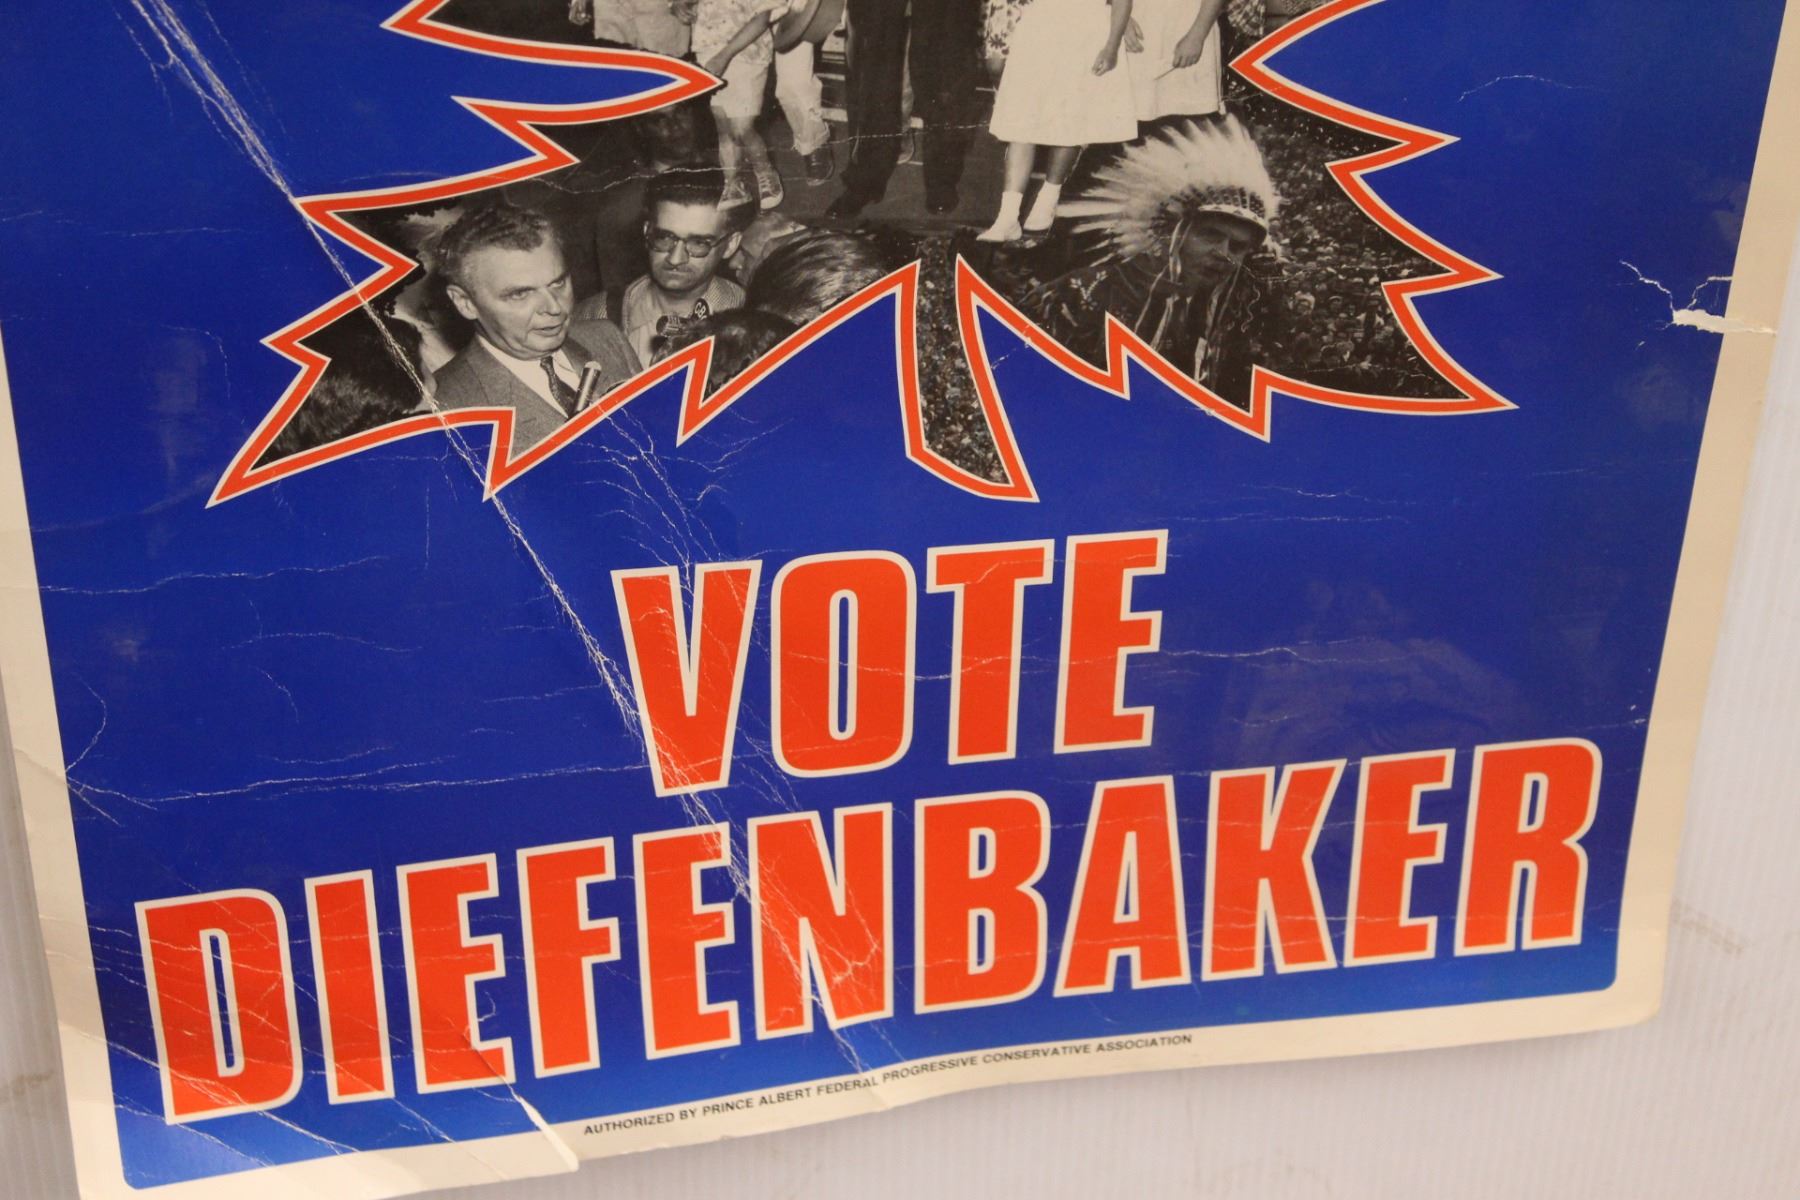 VOTE
DIEFENBAKER
AUTHORIZED BY PRINCE ALBERT FEDERAL PROGRESSIVE CONSERVATIVE ASSOCIATION